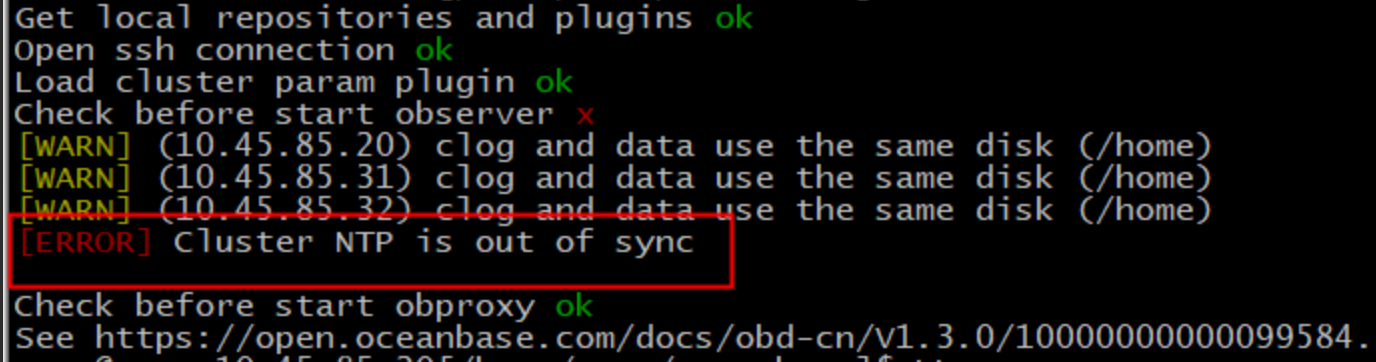 Get local repositories and plugins ok
Open ssh connection ok
Load cluster param plugin ok
Check before start observer x
[WARN] (10.45.85.20) clog and data use the same disk (/home)
[WARN] (10.45.85.31) clog and data use the same disk (/home)
[WARN] (10.45.85.32) clog and data use the same disk (/home)
[ERROR] Cluster NTP is out of sync
Check before start obproxy ok
See https://open.oceanbase.com/docs/obd-cn/V1.3.0/10000000000099584.